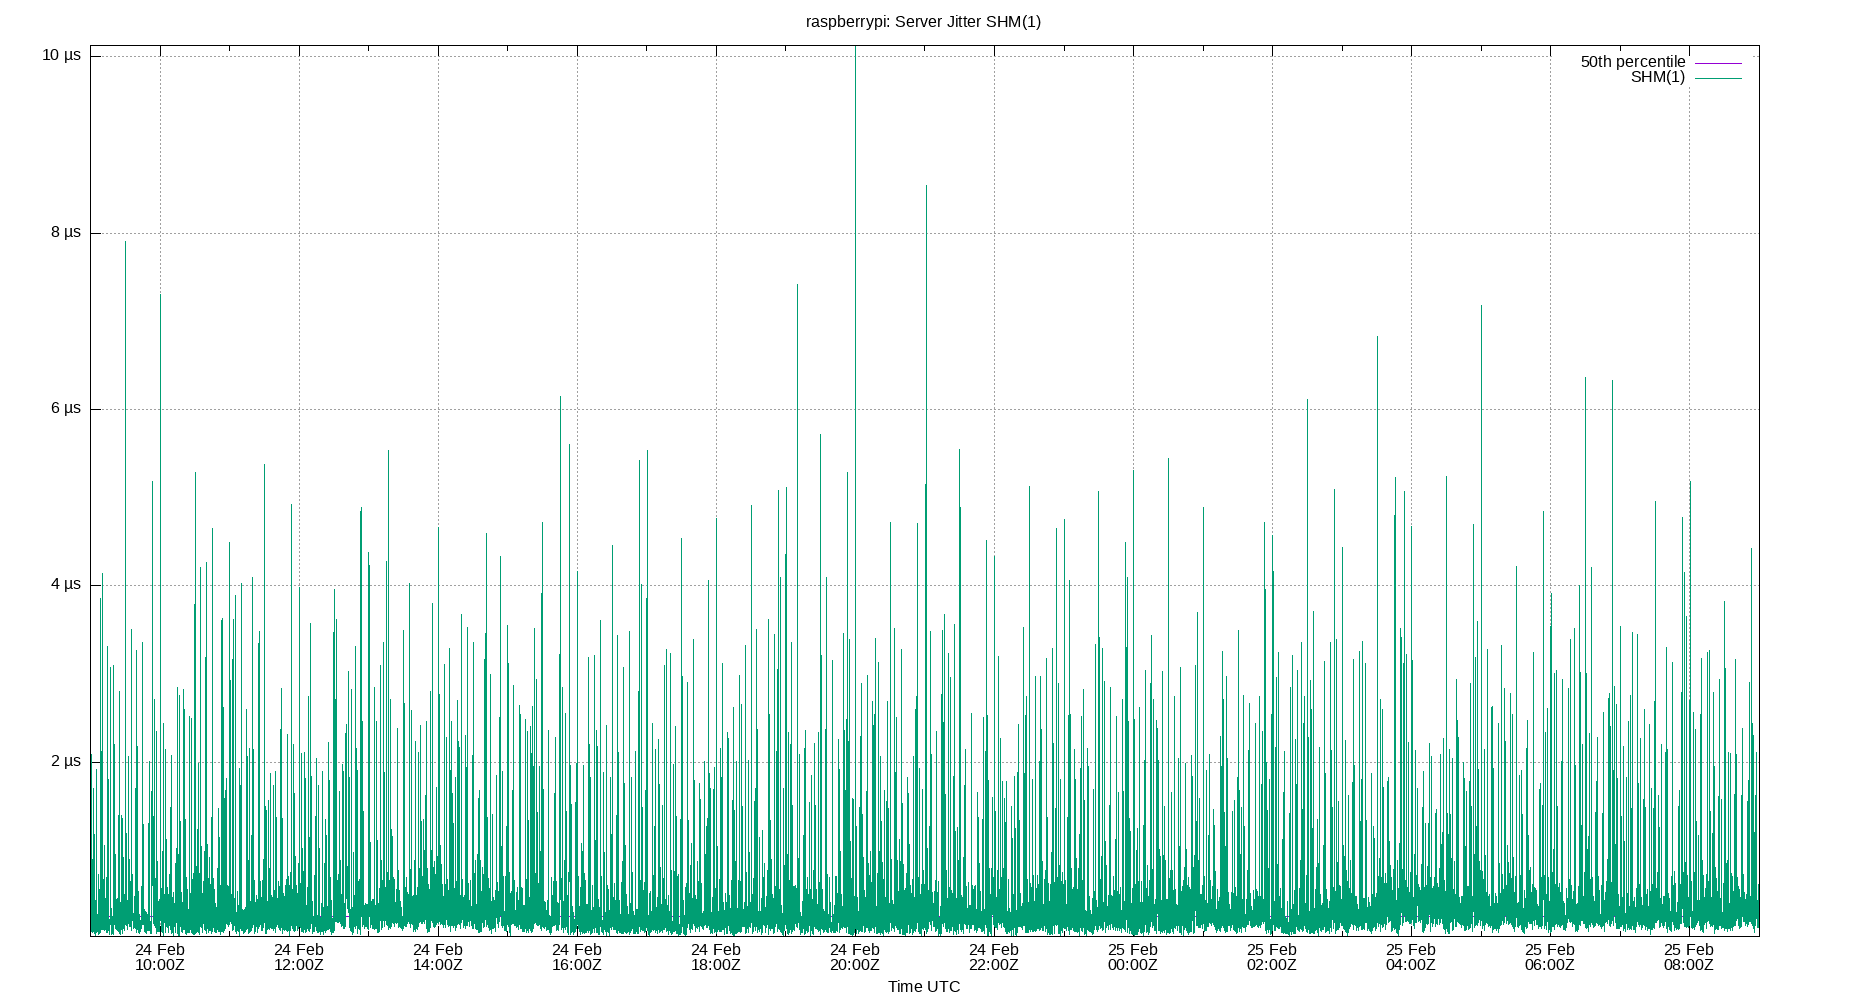 raspberrypi: Server Jitter SHM(1)
10 µs
8 µs
6 µs
4 µs
2 µs
50th percentile
SHM(1)
24 Feb 24 Feb 24 Feb 24 Feb 24 Feb 24 Feb 24 Feb 25 Feb 25 Feb 25 Feb 25 Feb 25 Feb
10:00Z 12:00Z 14:00Z 16:00Z 18:00Z 20:00Z 22:00Z 00:00Z 02:00Z 04:00Z 06:00Z 08:00Z
Time UTC